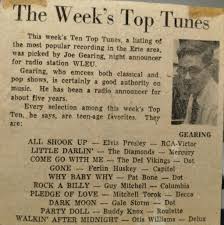 The Week's Top Tunes
This week's Ten Top Tunes, a listing of
the most popular recording in the Erie area,
was picked by Joe Gearing, night announcer
for radio station WLEU.
Gearing, who emcees both classical and
pop shows, is certainly a good authority on
music. He has been a radio announcer for
about five years.
Every selection among this week's Top
Ten, he says, are teen-age favorites. They
are:
GEARING
ALL SHOOK UP — Elvis Presley — RCA-Victor
LITTLE DARLIN' — The Diamonds — Mercury
COME GO WITH ME — The Del Vikings — Dot
GONE — Ferlin Huskey — Capitol
WHY BABY WHY — Pat Bone — Dot
ROCK A BILLY — Guy Mitchell — Columbia
PLEDGE OF LOVE — Mitchell Torok — Decca
DARK MOON — Gale Storm — Dot
PARTY DOLL — Buddy Knox — Roulette
WALKIN' AFTER MIDNIGHT — Otis Williams — Delux